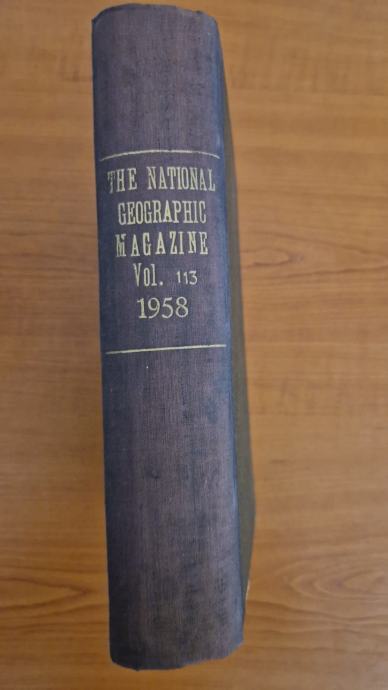 THE NATIONAL
GEOGRAPHIC
MAGAZINE
Vol. 113
1958